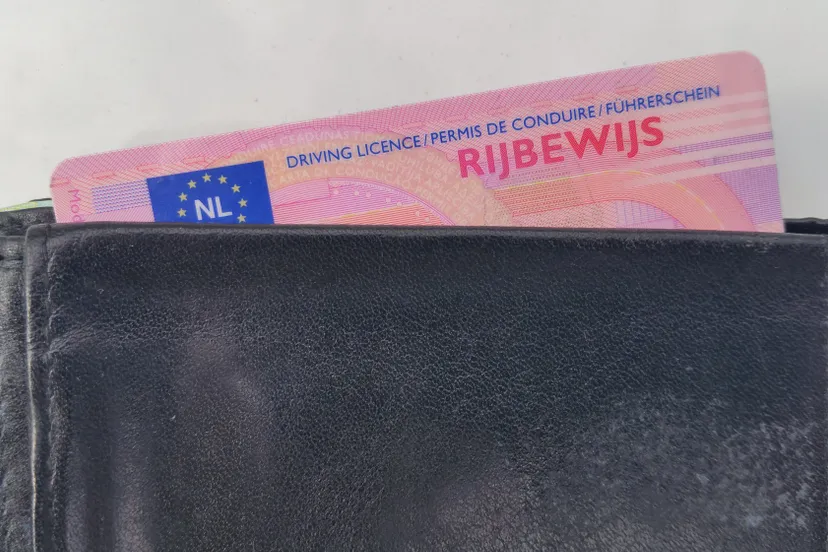 DRIVING LICENCE/PERMIS DE CONDUIRE/FÜHRERSCHEIN
RIJBEWIJS
NL